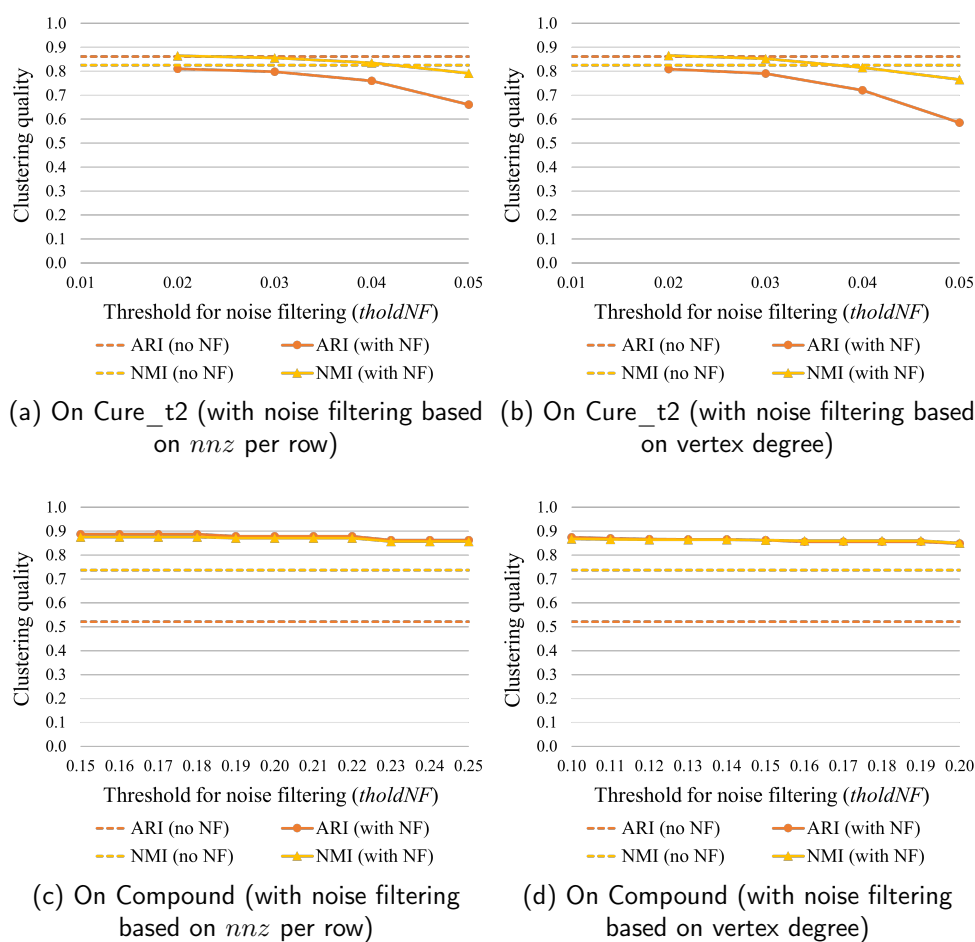 1.0
0.9
0.8
0.7
0.6
0.5
0.4
0.3
0.2
0.1
0.0
Clustering quality
0.01 0.02 0.03 0.04 0.05
Threshold for noise filtering (tholdNF)
ARI (no NF) ARI (with NF)
NMI (no NF) NMI (with NF)
(a) On Cure_t2 (with noise filtering based
on nnz per row)
1.0
0.9
0.8
0.7
0.6
0.5
0.4
0.3
0.2
0.1
0.0
Clustering quality
0.01 0.02 0.03 0.04 0.05
Threshold for noise filtering (tholdNF)
ARI (no NF) ARI (with NF)
NMI (no NF) NMI (with NF)
(b) On Cure_t2 (with noise filtering based
on vertex degree)
1.0
0.9
0.8
0.7
0.6
0.5
0.4
0.3
0.2
0.1
0.0
Clustering quality
0.15 0.16 0.17 0.18 0.19 0.20 0.21 0.22 0.23 0.24 0.25
Threshold for noise filtering (tholdNF)
ARI (no NF) ARI (with NF)
NMI (no NF) NMI (with NF)
(c) On Compound (with noise filtering
based on nnz per row)
1.0
0.9
0.8
0.7
0.6
0.5
0.4
0.3
0.2
0.1
0.0
Clustering quality
0.10 0.11 0.12 0.13 0.14 0.15 0.16 0.17 0.18 0.19 0.20
Threshold for noise filtering (tholdNF)
ARI (no NF) ARI (with NF)
NMI (no NF) NMI (with NF)
(d) On Compound (with noise filtering
based on vertex degree)